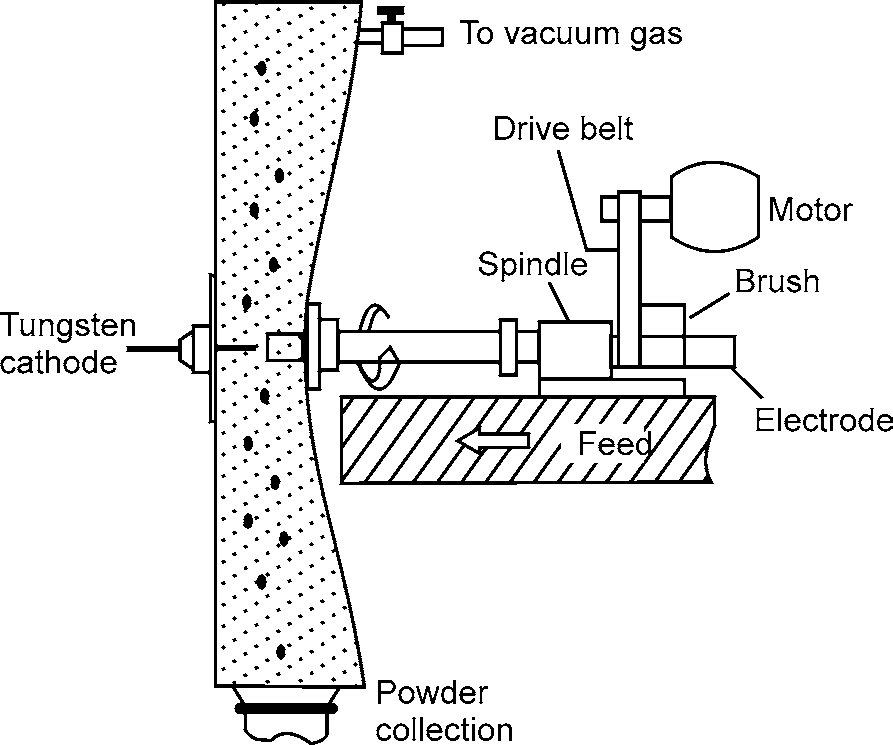 To vacuum gas
Drive belt
Motor
Spindle
Brush
Tungsten
cathode
Electrode
Feed
Powder
collection